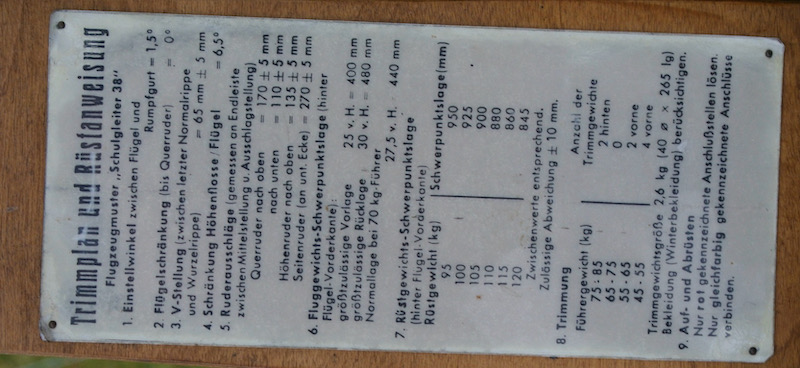 Trimmplan und Rüstanweisung
Flugzeugmuster „Schulgleiter 38"
1. Einstellwinkel zwischen Flügel und
Rumpfgurt = 1,5°
2 Flügelschränkung (bis Querruder) = 0°
3. V-Stellung (zwischen letzter Normalrippe
und Wurzelrippe) = 65 mm ± 5 mm
4. Schränkung Höhenflosse/Flügel = 6,5°
5. Ruderausschläge (gemessen an Endleiste
zwischen Mittelstellung u. Ausschlagstellung)
Querruder nach oben = 170 ± 5 mm
nach unten = 110 ± 5 mm
Höhenruder nach oben = 135 ± 5 mm
Seitenruder (an unt. Ecke) = 270 ± 5 mm
6. Fluggewichts-Schwerpunktslage (hinter
Flügel-Vorderkante):
größtzulässige Vorlage 25 v. H. = 400 mm
größtzulässige Rücklage 30 v. H. = 480 mm
Normallage bei 70 kg-Führer
27,5 v. H. 440 mm
7. Rüstgewichts-Schwerpunktslage
(hinter Flügel-Vorderkante)
Rüstgewicht (kg) Schwerpunktslage (mm)
95 950
100 925
105 900
110 880
115 860
120 845
Zwischenwerte entsprechend.
Zulässige Abweichung ± 10 mm.
8. Trimmung
Anzahl der
Führergewicht (kg) Trimmgewichte
75 - 85 2 hinten
65 - 75 0
55 - 65 2 vorne
45 - 55 4 vorne
Trimmgewichtsgröße 2,6 kg (40 ø × 265 lg)
Bekleidung (Winterbekleidung) berücksichtigen.
9. Auf- und Abrüsten
Nur rot gekennzeichnete Anschlußstellen lösen.
Nur gleichfarbig gekennzeichnete Anschlüsse
verbinden.